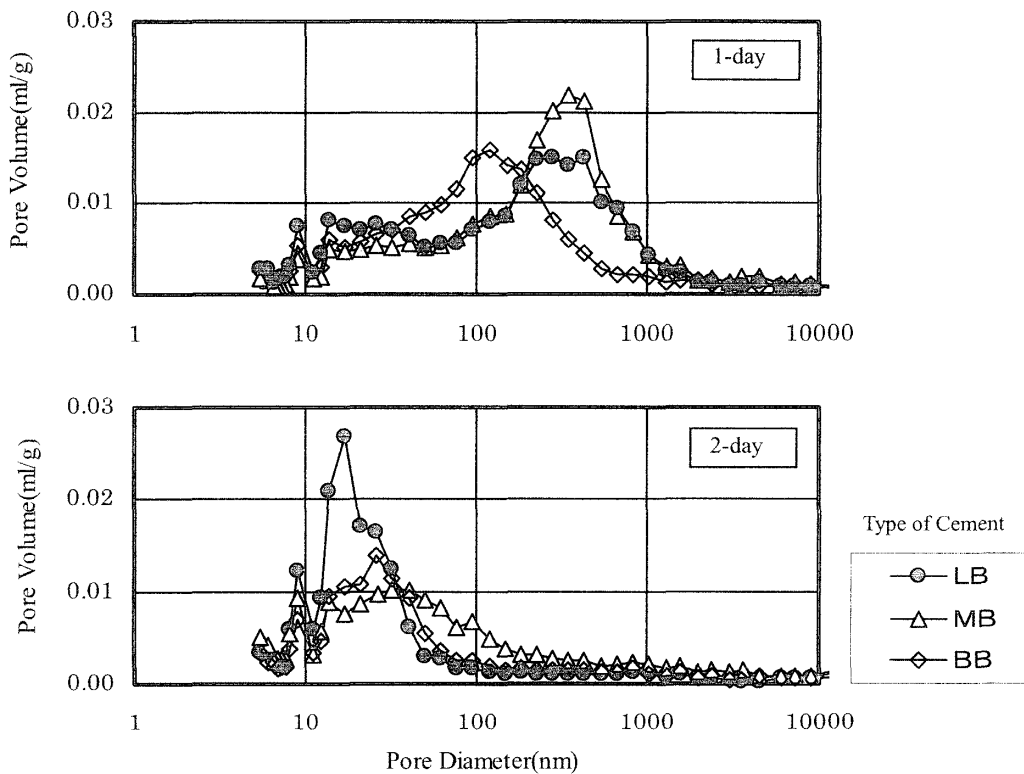 0.03
1-day
0.02
Pore Volume(ml/g)
0.01
0.00
1 10 100 1000 10000
0.03
2-day
0.02
Pore Volume(ml/g)
0.01
0.00
1 10 100 1000 10000
Pore Diameter(nm)
Type of Cement
LB
MB
BB